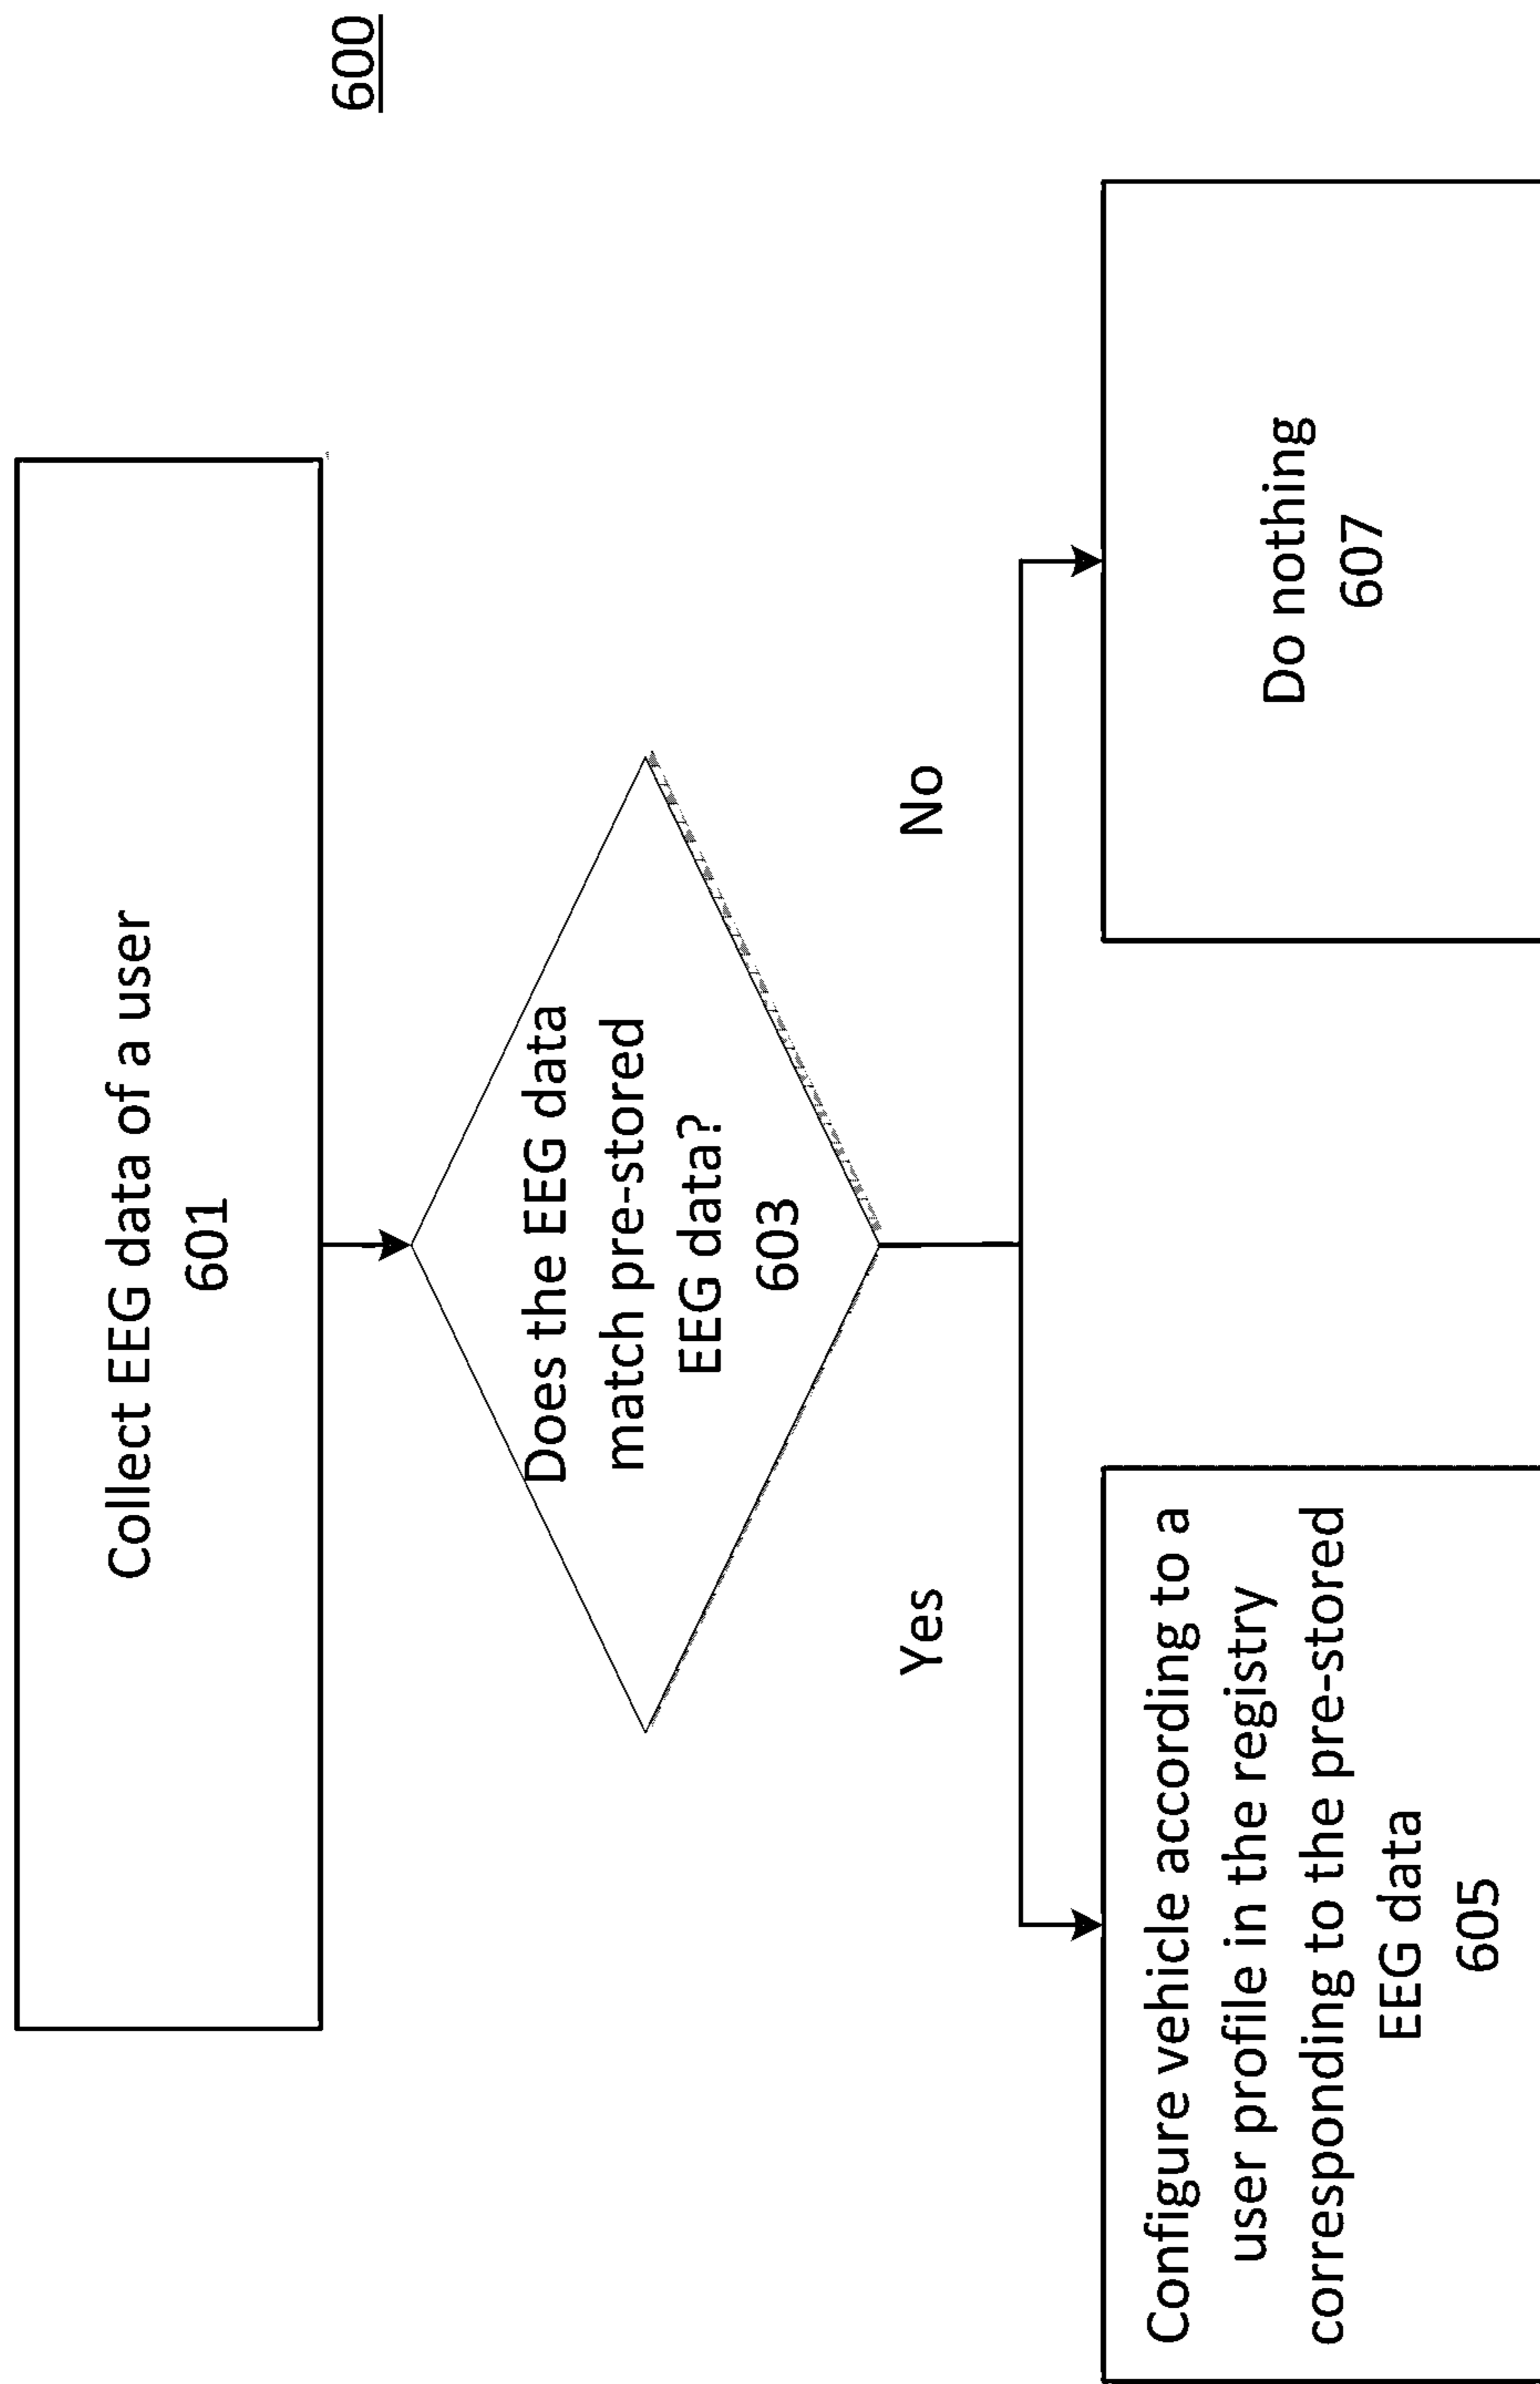 600
Collect EEG data of a user
601
Does the EEG data
match pre-stored
EEG data?
603
Yes
No
Configure vehicle according to a
user profile in the registry
corresponding to the pre-stored
EEG data
605
Do nothing
607